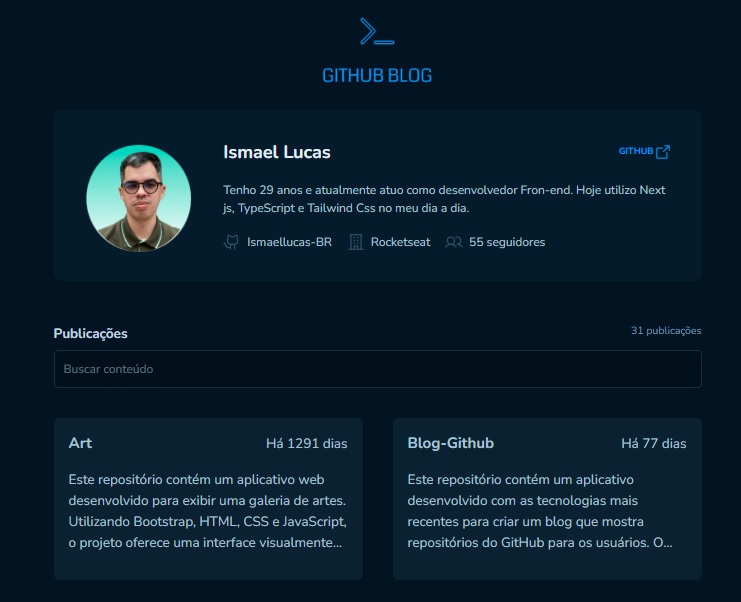 GITHUB BLOG
Ismael Lucas
GITHUB
Tenho 29 anos e atualmente atuo como desenvolvedor Fron-end. Hoje utilizo Next
js, TypeScript e Tailwind Css no meu dia a dia.
Ismaellucas-BR Rocketseat 55 seguidores
Publicações
31 publicações
Buscar conteúdo
Art
Há 1291 dias
Este repositório contém um aplicativo web
desenvolvido para exibir uma galeria de artes.
Utilizando Bootstrap, HTML, CSS e JavaScript,
o projeto oferece uma interface visualmente...
Blog-Github
Há 77 dias
Este repositório contém um aplicativo
desenvolvido com as tecnologias mais
recentes para criar um blog que mostra
repositórios do GitHub para os usuários. O...